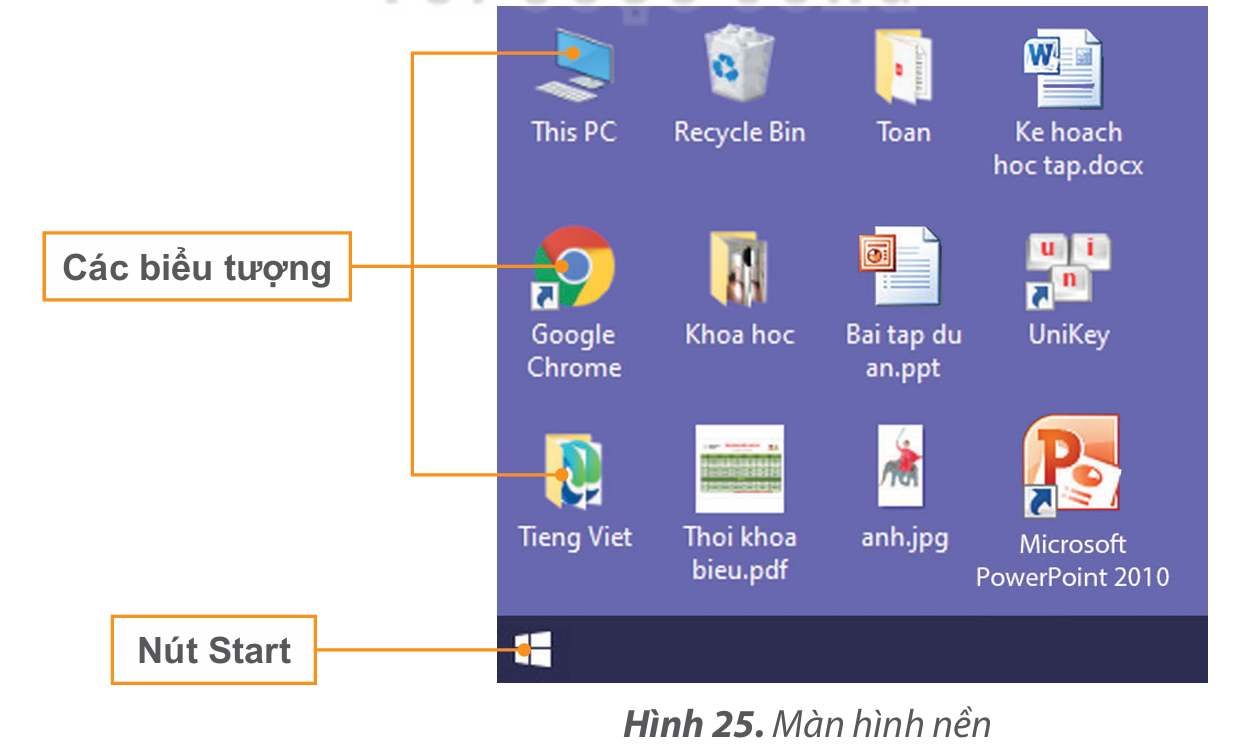 This PC
Recycle Bin
Toan
Ke hoach
hoc tap.docx
Các biểu tượng
Google
Chrome
Khoa hoc
Bai tap du
an.ppt
UniKey
Tieng Viet
Thoi khoa
bieu.pdf
anh.jpg
Microsoft
PowerPoint 2010
Nút Start
Hình 25. Màn hình nền